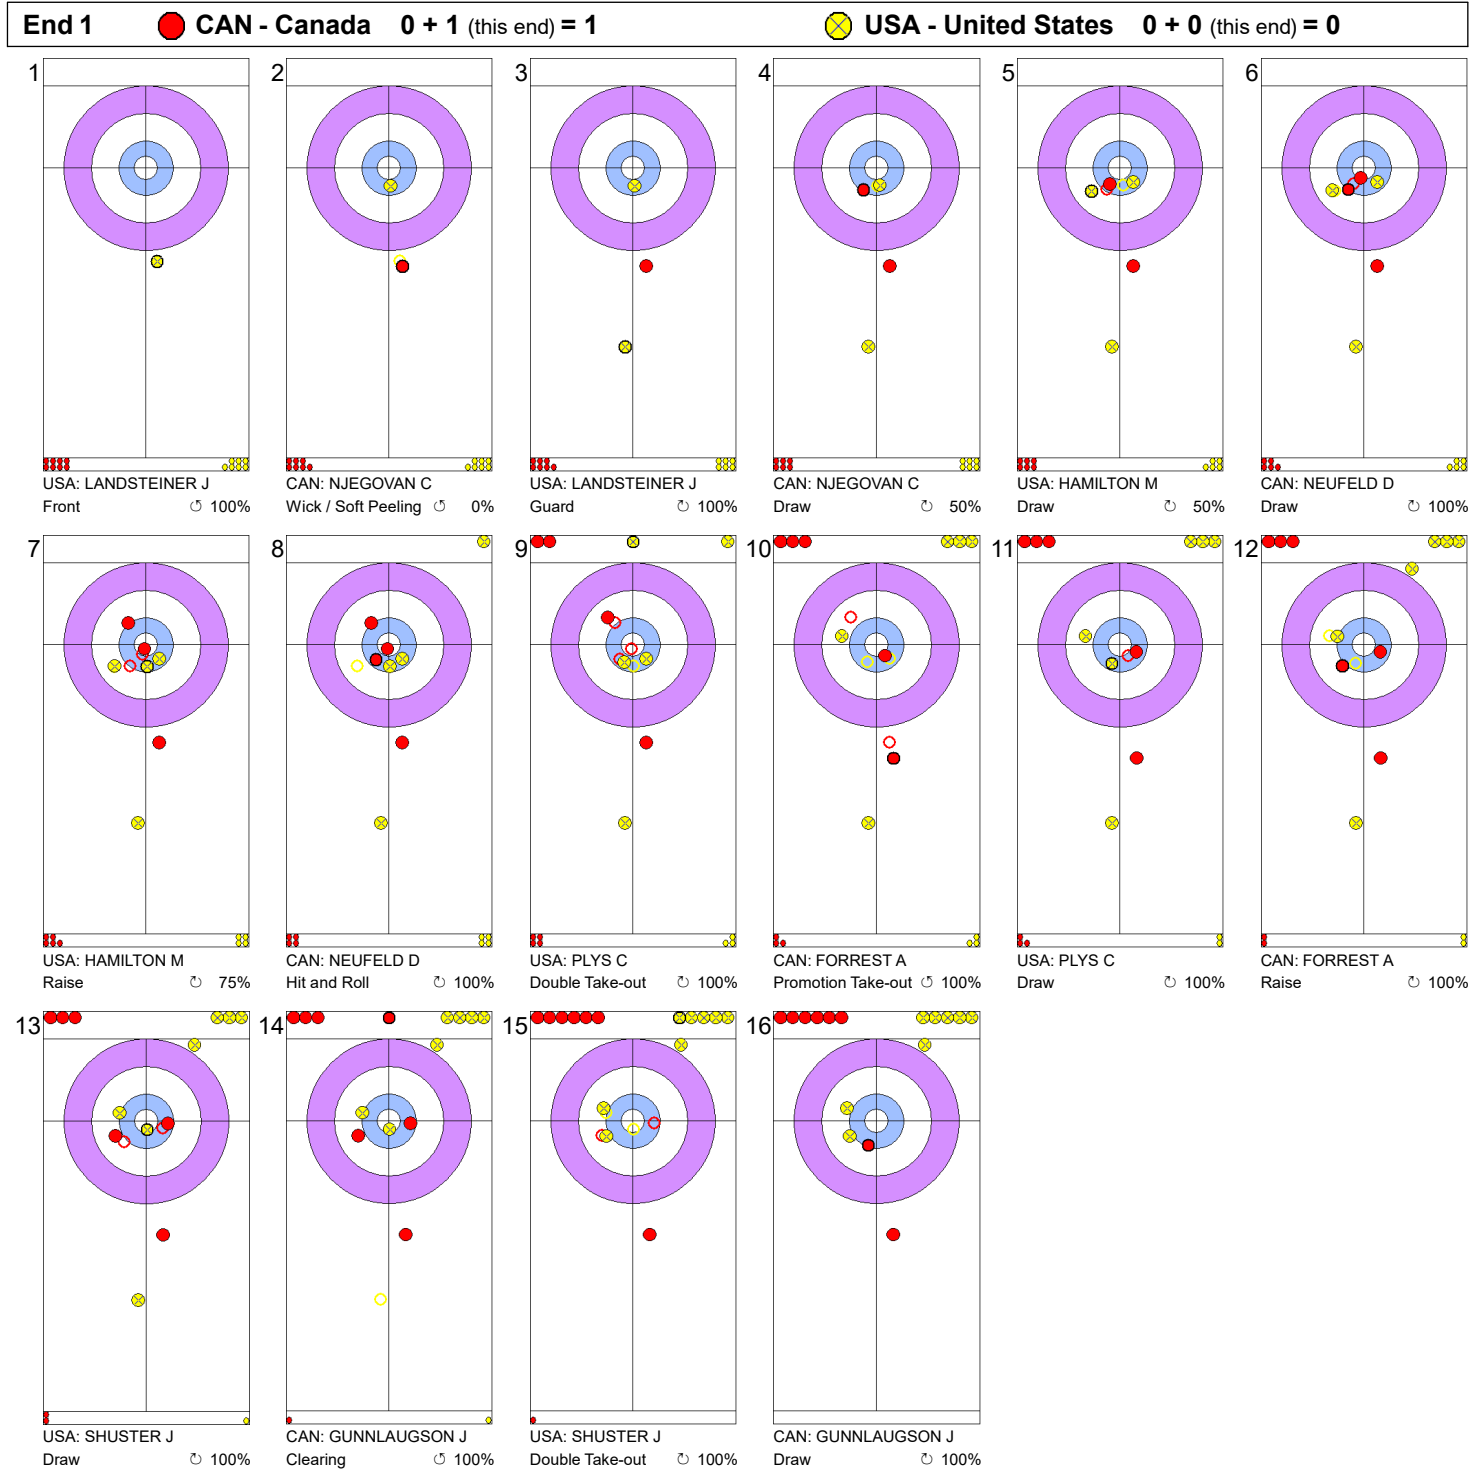 End 1 CAN - Canada 0 + 1 (this end) = 1 USA - United States 0 + 0 (this end) = 0
1 2 3 4 5 6
USA: LANDSTEINER J CAN: NJEGOVAN C USA: LANDSTEINER J CAN: NJEGOVAN C USA: HAMILTON M CAN: NEUFELD D
Front ↺ 100% Wick / Soft Peeling ↺ 0% Guard ↻ 100% Draw ↻ 50% Draw ↻ 50% Draw ↻ 100%
7 8 9 10 11 12
USA: HAMILTON M CAN: NEUFELD D USA: PLYS C CAN: FORREST A USA: PLYS C CAN: FORREST A
Raise ↻ 75% Hit and Roll ↻ 100% Double Take-out ↻ 100% Promotion Take-out ↺ 100% Draw ↻ 100% Raise ↻ 100%
13 14 15 16
USA: SHUSTER J CAN: GUNNLAUGSON J USA: SHUSTER J CAN: GUNNLAUGSON J
Draw ↻ 100% Clearing ↻ 100% Double Take-out ↻ 100% Draw ↻ 100%